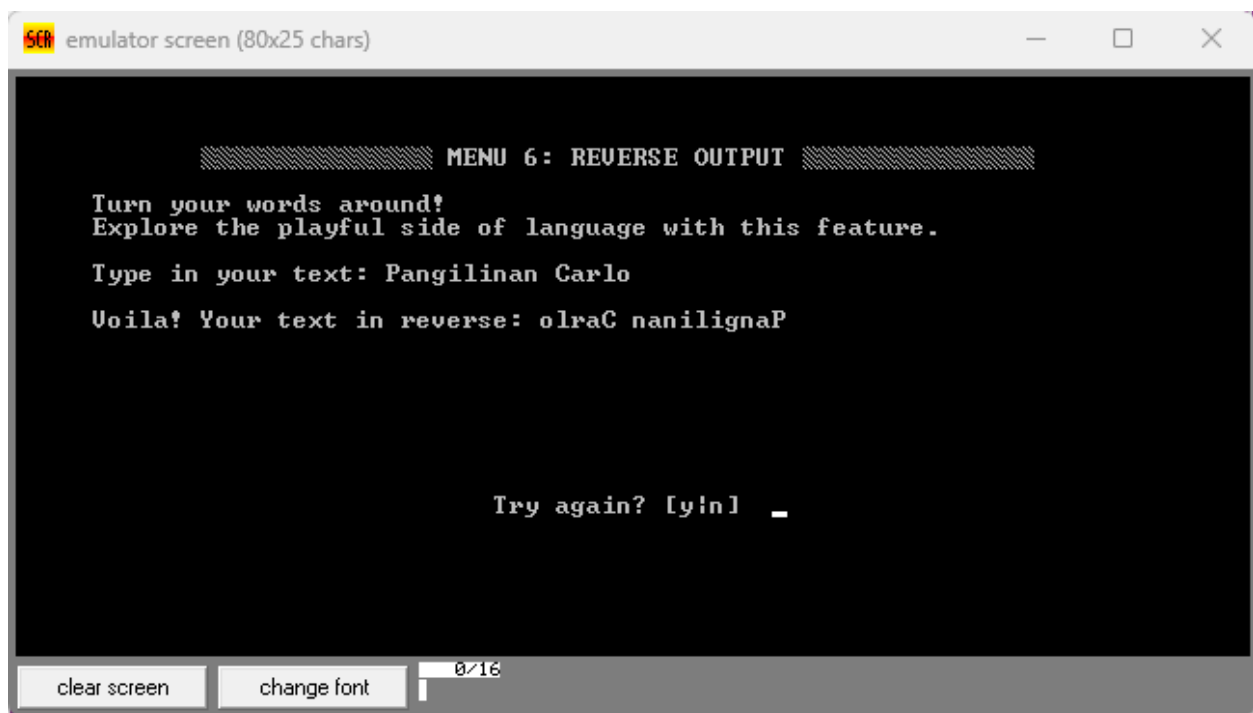 SCR emulator screen (80x25 chars)
MENU 6: REVERSE OUTPUT
Turn your words around!
Explore the playful side of language with this feature.
Type in your text: Pangilinan Carlo
Voila! Your text in reverse: olraC nanilignaP
Try again? [y¦n] _
clear screen
change font
0/16